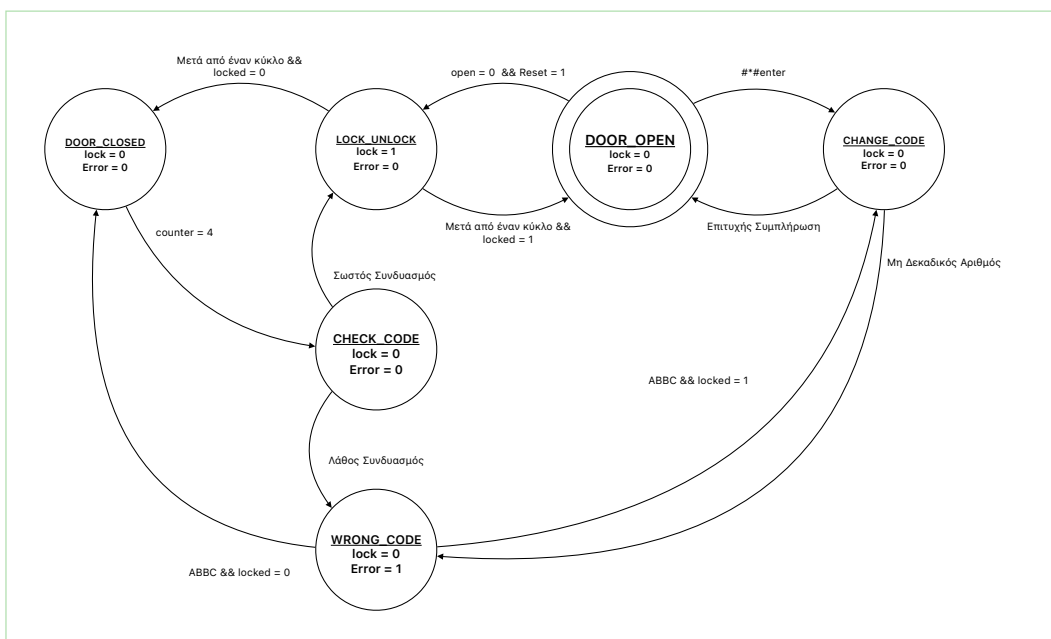 Μετά από έναν κύκλο &&
locked = 0
open = 0 && Reset = 1
#*#enter
DOOR_CLOSED
lock = 0
Error = 0
LOCK_UNLOCK
lock = 1
Error = 0
DOOR_OPEN
lock = 0
Error = 0
CHANGE_CODE
lock = 0
Error = 0
counter = 4
Μετά από έναν κύκλο &&
locked = 1
Επιτυχής Συμπλήρωση
Μη Δεκαδικός Αριθμός
Σωστός Συνδυασμός
CHECK_CODE
lock = 0
Error = 0
ABBC && locked = 1
Λάθος Συνδυασμός
WRONG_CODE
lock = 0
Error = 1
ABBC && locked = 0